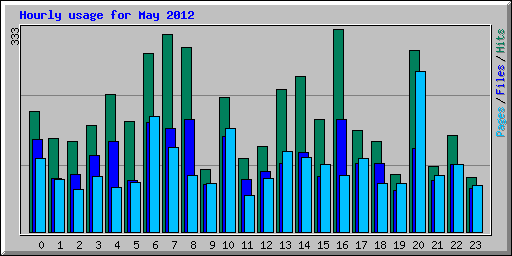 Hourly usage for May 2012
333
Pages / Files / Hits
0 1 2 3 4 5 6 7 8 9 10 11 12 13 14 15 16 17 18 19 20 21 22 23